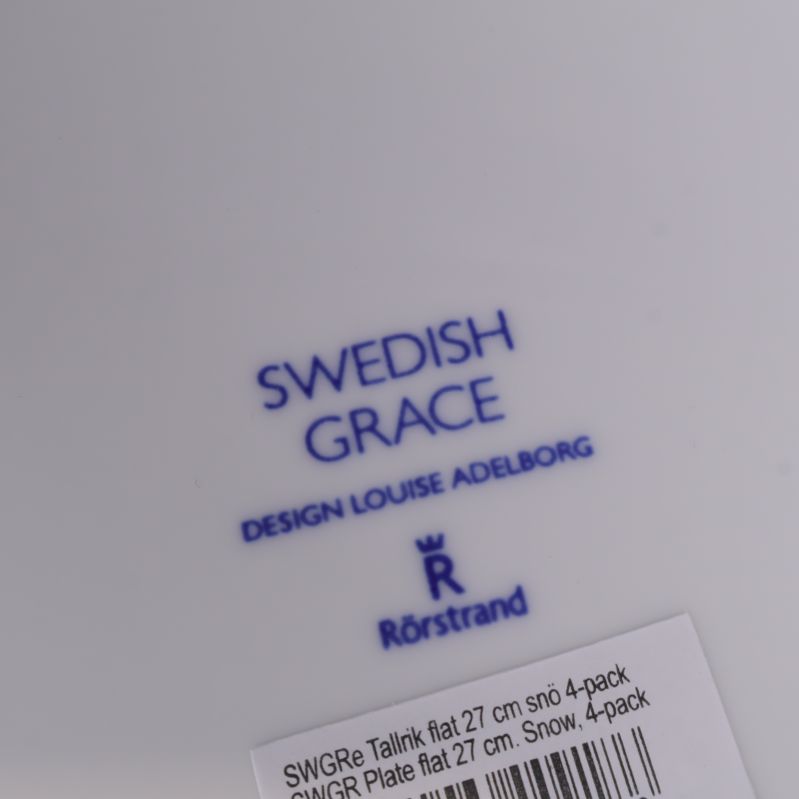 SWEDISH
GRACE
DESIGN LOUISE ADELBORG
R
Rörstrand
SWGRe Tallrik flat 27 cm snö 4-pack
SWGR Plate flat 27 cm. Snow, 4-pack